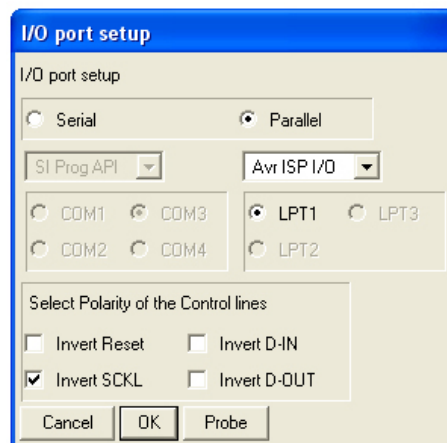 I/O port setup
I/O port setup
Serial Parallel
SI Prog API Avr ISP I/O
COM1 COM3 LPT1 LPT3
COM2 COM4 LPT2
Select Polarity of the Control lines
Invert Reset Invert D-IN
Invert SCKL Invert D-OUT
Cancel OK Probe